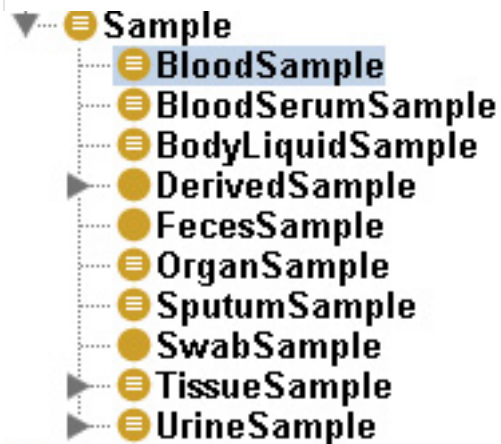 Sample
BloodSample
BloodSerumSample
BodyLiquidSample
DerivedSample
FecesSample
OrganSample
SputumSample
SwabSample
TissueSample
UrineSample